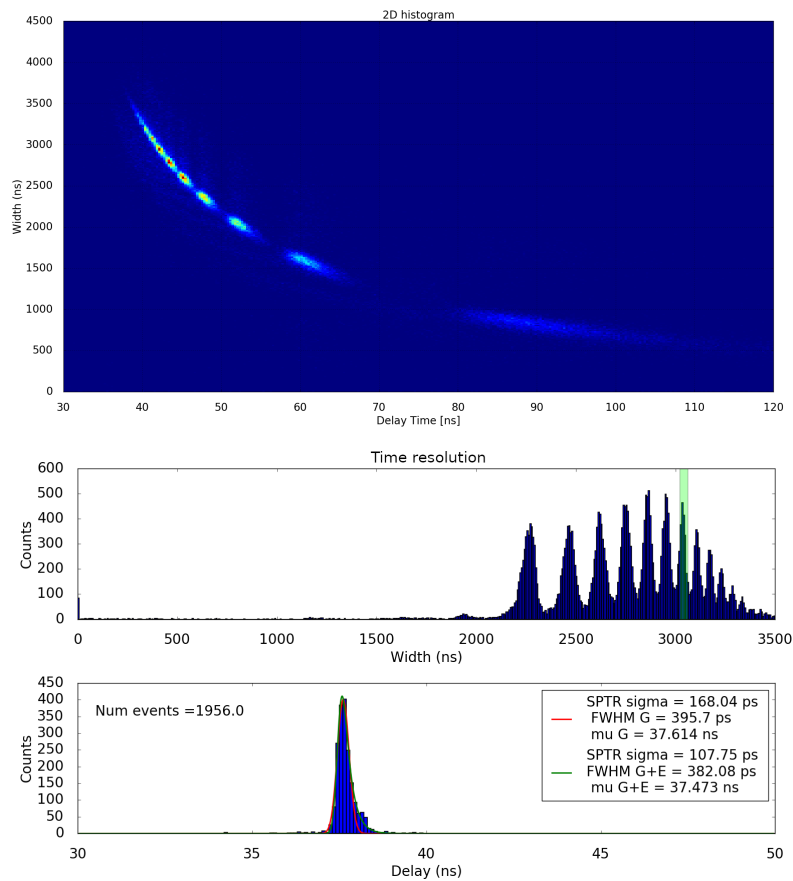 2D histogram
4500
4000
3500
3000
2500
2000
1500
1000
500
0
Width (ns)
30 40 50 60 70 80 90 100 110 120
Delay Time [ns]
Time resolution
600
500
400
300
200
100
0
Counts
0 500 1000 1500 2000 2500 3000 3500
Width (ns)
450
400
350
300
250
200
150
100
50
0
Counts
Num events =1956.0
SPTR sigma = 168.04 ps
FWHM G = 395.7 ps
mu G = 37.614 ns
SPTR sigma = 107.75 ps
FWHM G+E = 382.08 ps
mu G+E = 37.473 ns
30 35 40 45 50
Delay (ns)